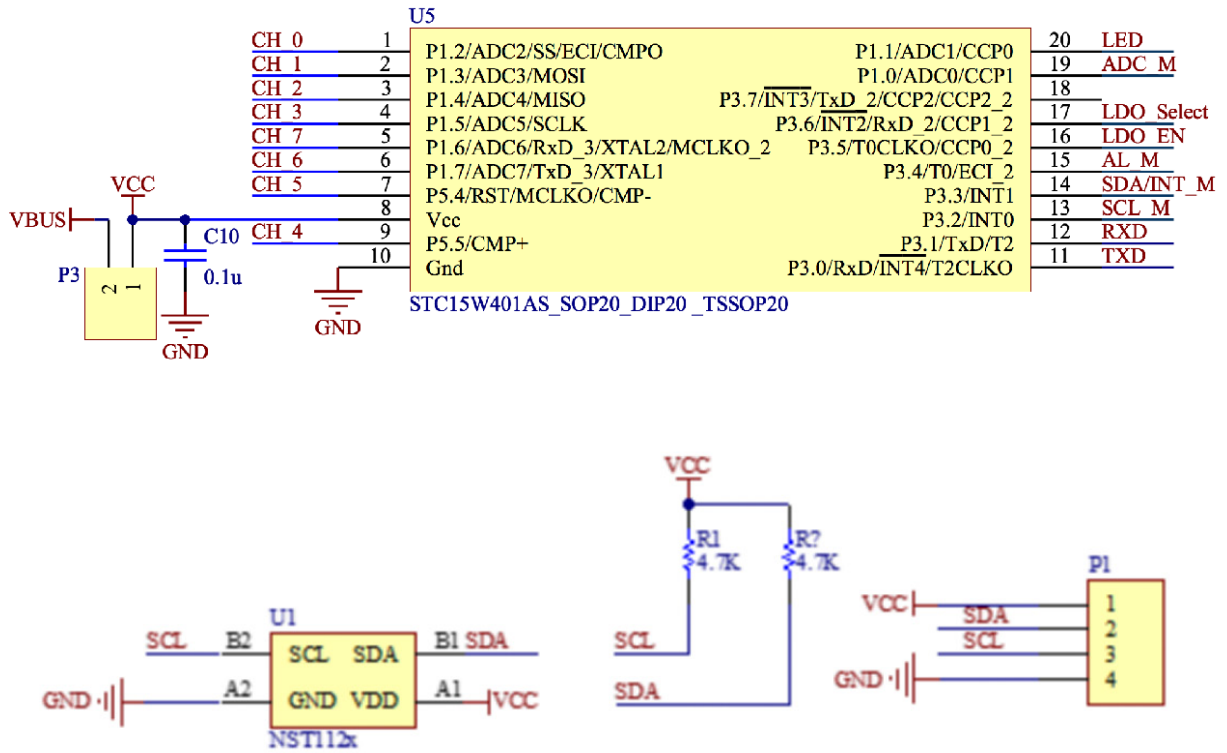 U5
CH_0 1 P1.2/ADC2/SS/ECI/CMPO P1.1/ADC1/CCP0 20 LED
CH_1 2 P1.3/ADC3/MOSI P1.0/ADC0/CCP1 19 ADC_M
CH_2 3 P1.4/ADC4/MISO P3.7/INT3/TxD_2/CCP2/CCP2_2 18
CH_3 4 P1.5/ADC5/SCLK P3.6/INT2/RxD_2/CCP1_2 17 LDO_Select
CH_7 5 P1.6/ADC6/RxD_3/XTAL2/MCLKO_2 P3.5/T0CLKO/CCP0_2 16 LDO_EN
CH_6 6 P1.7/ADC7/TxD_3/XTAL1 P3.4/T0/ECI_2 15 AL_M
CH_5 7 P5.4/RST/MCLKO/CMP- P3.3/INT1 14 SDA/INT_M
VCC
VBUS 8 Vcc P3.2/INT0 13 SCL_M
CH_4 9 P5.5/CMP+ P3.1/TxD/T2 12 RXD
C10
10 Gnd P3.0/RxD/INT4/T2CLKO 11 TXD
P3 2 1 0.1u
STC15W401AS_SOP20_DIP20 _TSSOP20
GND
GND
VCC
R1 R?
4.7K 4.7K
P1
VCC 1
SDA 2
SCL 3
GND 4
U1
SCL B2 SCL SDA B1 SDA
GND A2 GND VDD A1 VCC
NST112x
SCL
SDA